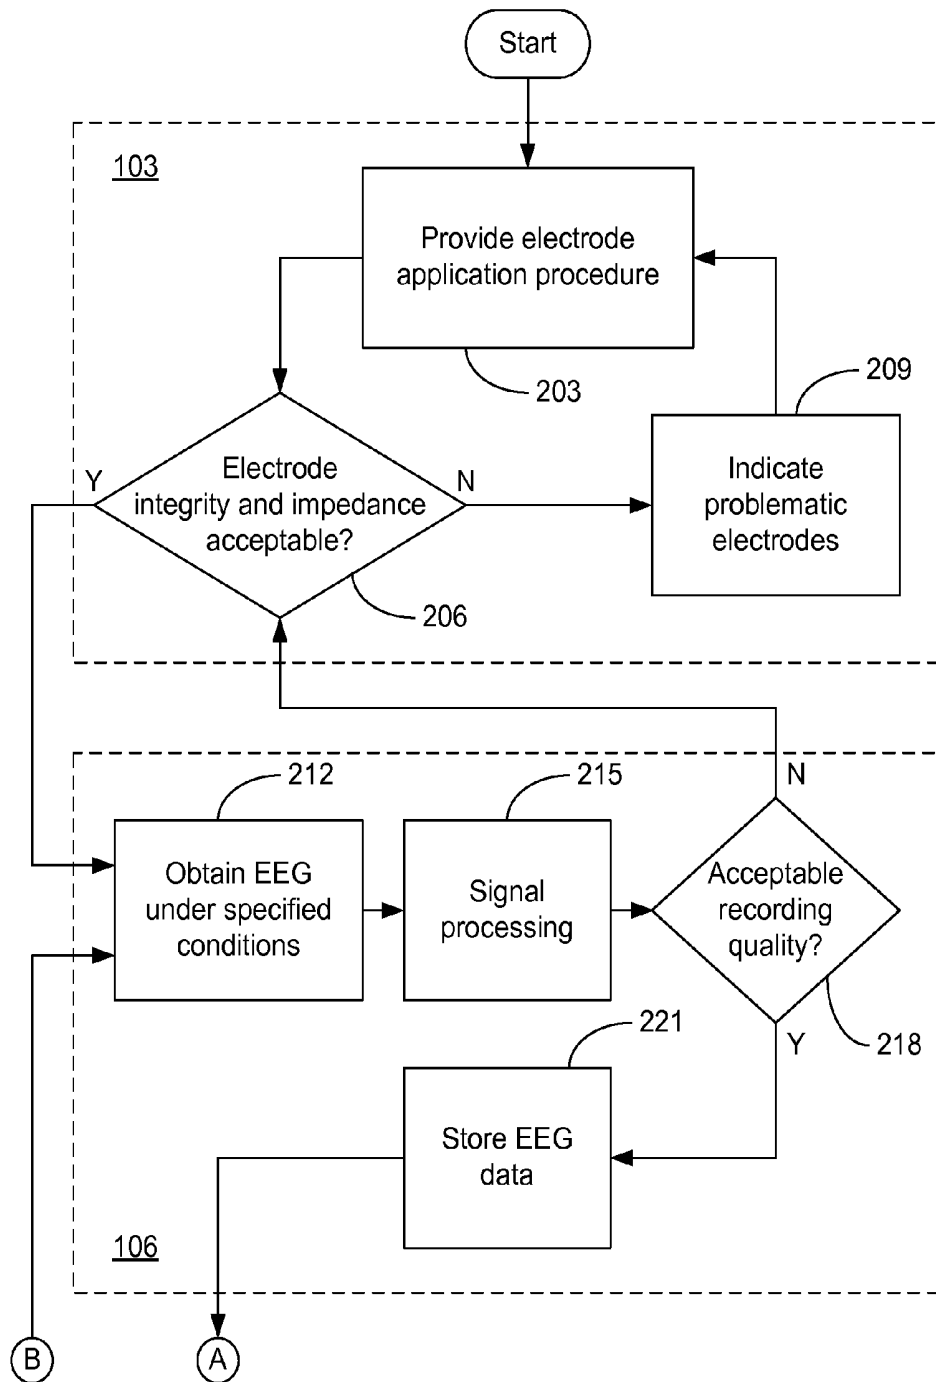 Start
103
Provide electrode
application procedure
203
209
Y
Electrode
integrity and impedance
acceptable?
N
Indicate
problematic
electrodes
206
N
212
215
Obtain EEG
under specified
conditions
Signal
processing
Acceptable
recording
quality?
221
Y
218
Store EEG
data
106
B
A